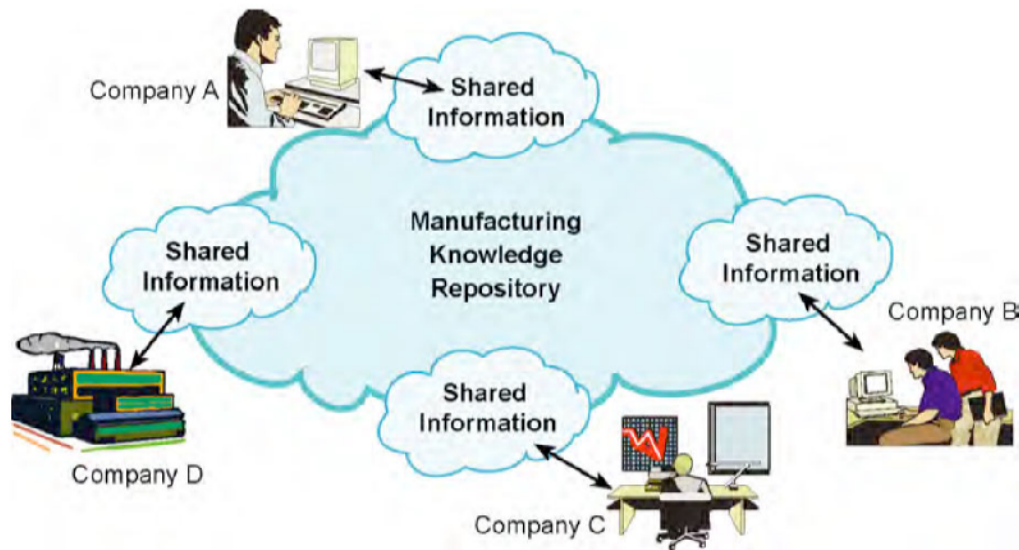 Company A
Shared
Information
Manufacturing
Knowledge
Repository
Shared
Information
Shared
Information
Company B
Shared
Information
Company D
Company C